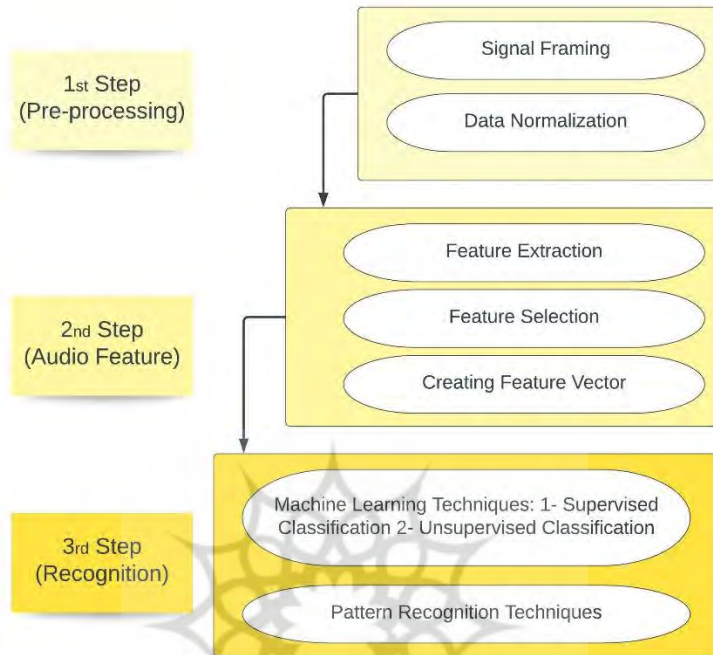 1st Step
(Pre-processing)
Signal Framing
Data Normalization
2nd Step
(Audio Feature)
Feature Extraction
Feature Selection
Creating Feature Vector
3rd Step
(Recognition)
Machine Learning Techniques: 1- Supervised
Classification 2- Unsupervised Classification
Pattern Recognition Techniques